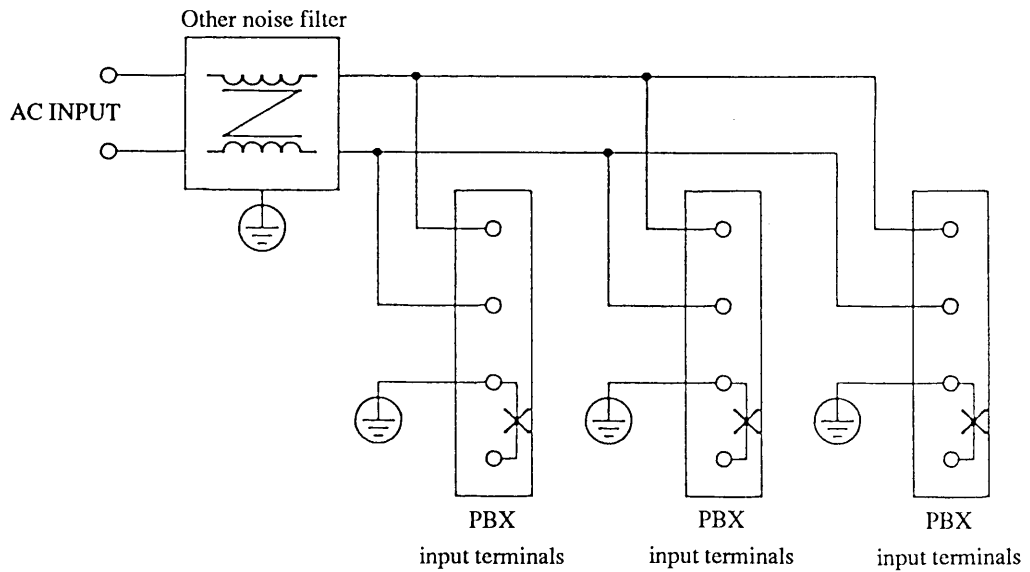 Other noise filter
AC INPUT
PBX
input terminals
PBX
input terminals
PBX
input terminals